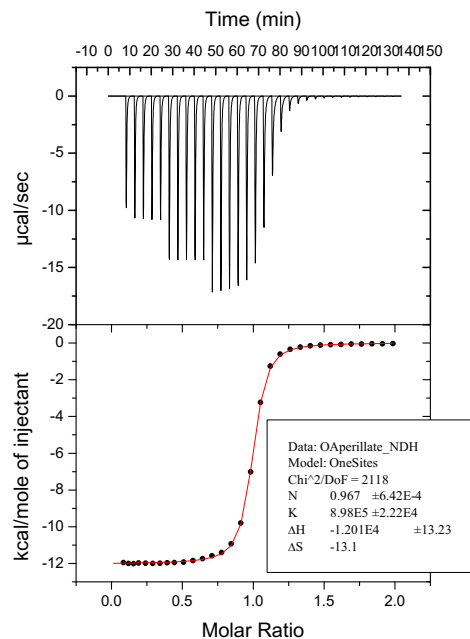 Time (min)
-10 0 10 20 30 40 50 60 70 80 90 100 110 120 130 140 150
0
-5
-10
-15
-20
µcal/sec
0
-2
-4
-6
-8
-10
-12
kcal/mole of injectant
Data: OAperillate_NDH
Model: OneSites
Chi^2/DoF = 2118
N 0.967 ±6.42E-4
K 8.98E5 ±2.22E4
ΔH -1.201E4 ±13.23
ΔS -13.1
0.0 0.5 1.0 1.5 2.0
Molar Ratio